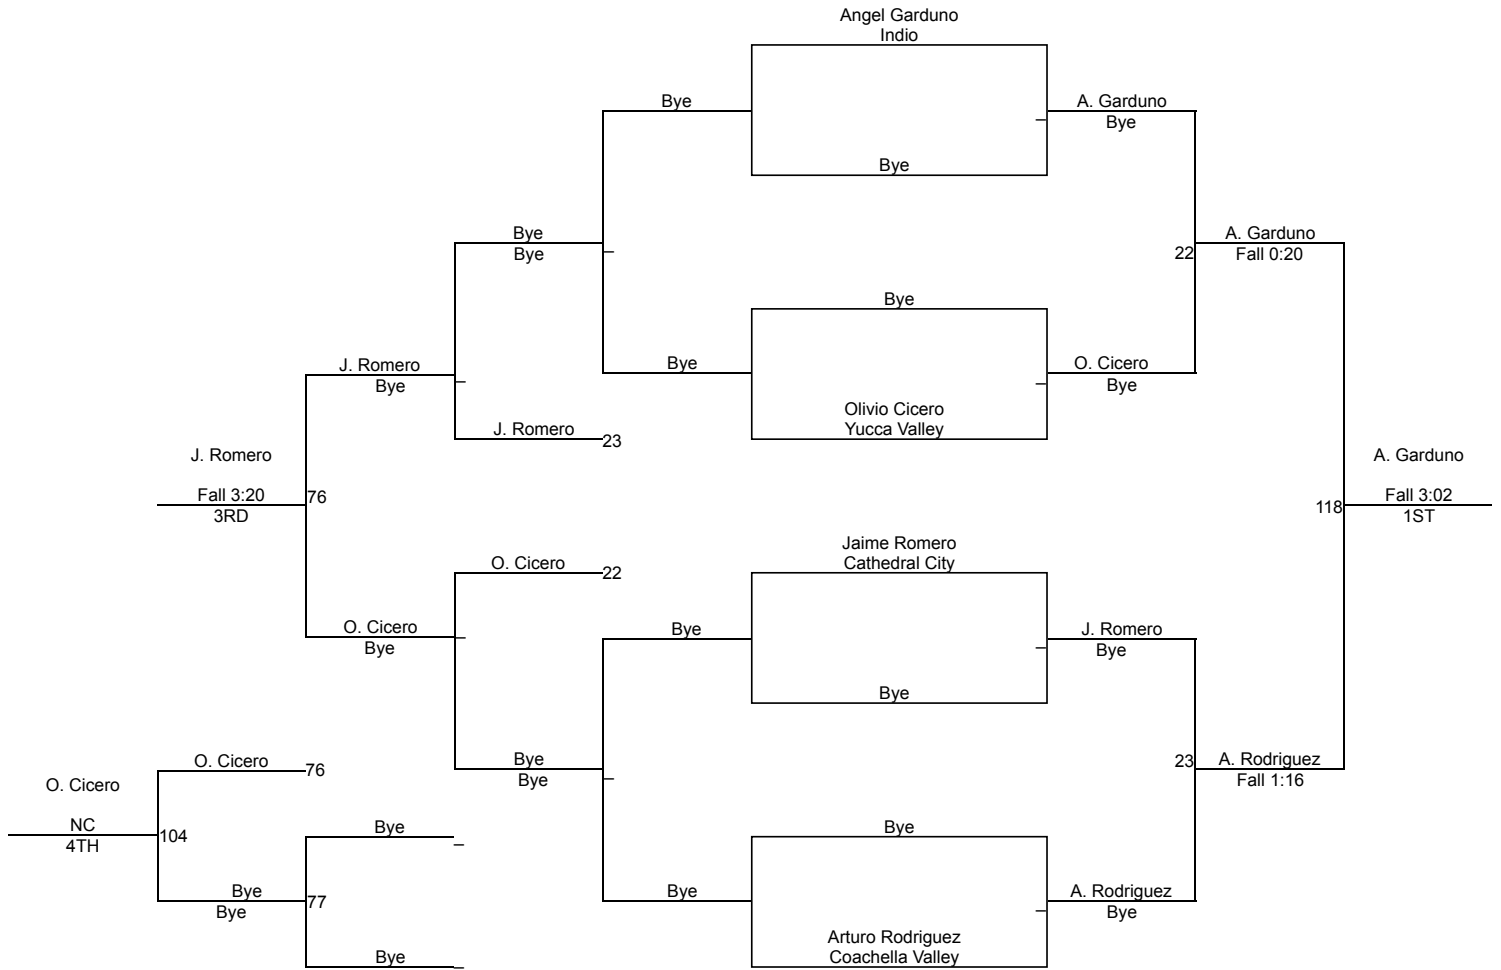 Angel Garduno
Indio
Bye
A. Garduno
Bye
Bye
Bye
Bye
22
A. Garduno
Fall 0:20
Bye
Bye
O. Cicero
Bye
Olivio Cicero
Yucca Valley
J. Romero
Bye
J. Romero
23
J. Romero
Fall 3:20
3RD
76
A. Garduno
118
Fall 3:02
1ST
O. Cicero
22
Jaime Romero
Cathedral City
O. Cicero
Bye
Bye
J. Romero
Bye
Bye
Bye
Bye
23
A. Rodriguez
Fall 1:16
O. Cicero
76
O. Cicero
NC
4TH
104
Bye
Bye
Bye
Bye
77
Bye
A. Rodriguez
Bye
Arturo Rodriguez
Coachella Valley
Bye